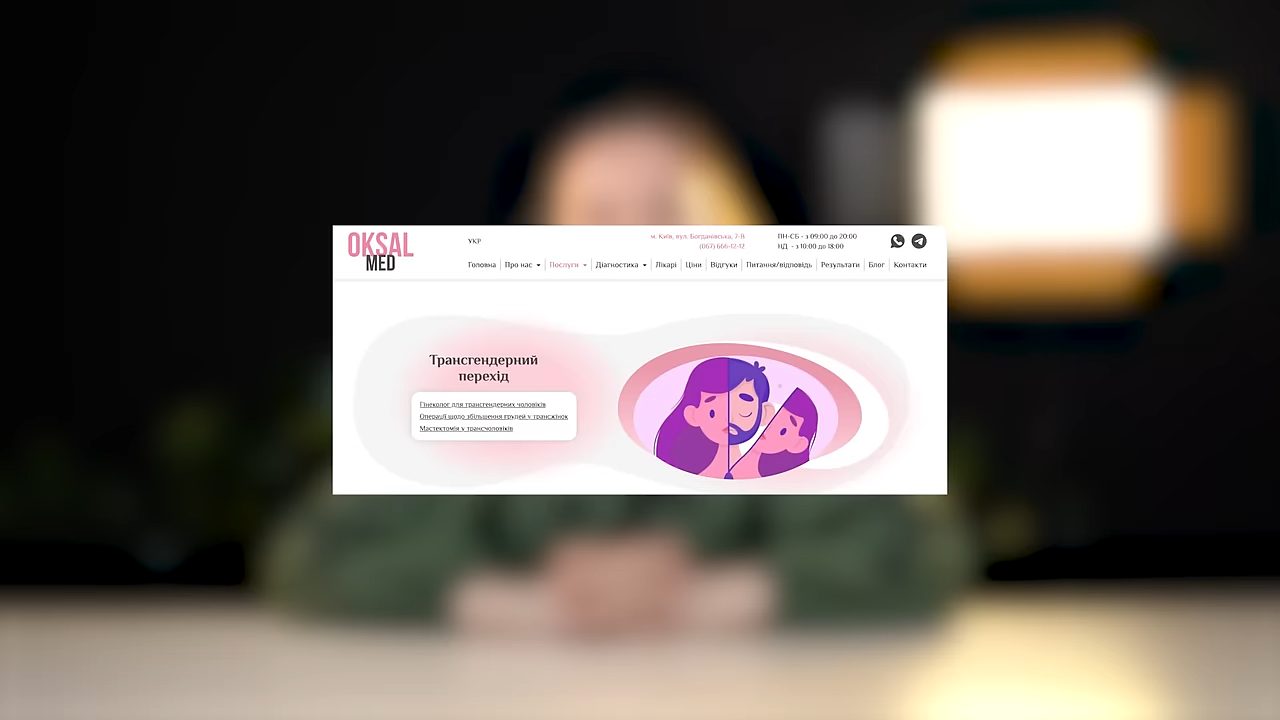 OKSAL
MED
УКР
м. Київ, вул. Богданівська, 7-В
(067) 666-12-12
ПН-СБ - з 09:00 до 20:00
НД - з 10:00 до 18:00
Головна Про нас Послуги Діагностика Лікарі Ціни Відгуки Питання/відповідь Результати Блог Контакти
Трансгендерний
перехід
Гінеколог для трансгендерних чоловіків
Операції щодо збільшення грудей у трансжінок
Мастектомія у трансчоловіків